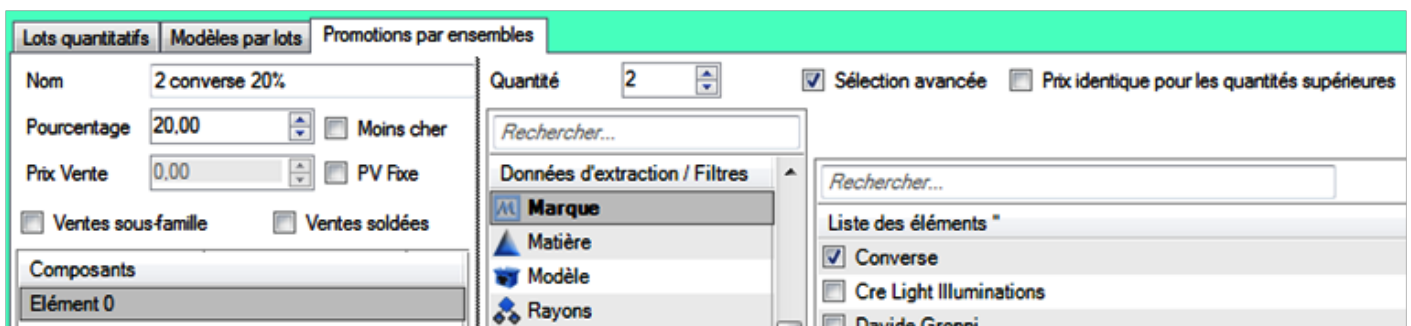 Lots quantitatifs Modèles par lots Promotions par ensembles
Nom 2 converse 20%
Pourcentage 20,00 Moins cher
Prix Vente 0,00 PV Fixe
Ventes sous-famille Ventes soldées
Composants
Elément 0
Quantité 2 Sélection avancée Prix identique pour les quantités supérieures
Rechercher...
Données d'extraction / Filtres
Marque
Matière
Modèle
Rayons
Rechercher...
Liste des éléments "
Converse
Cre Light Illuminations
Davide Groppi